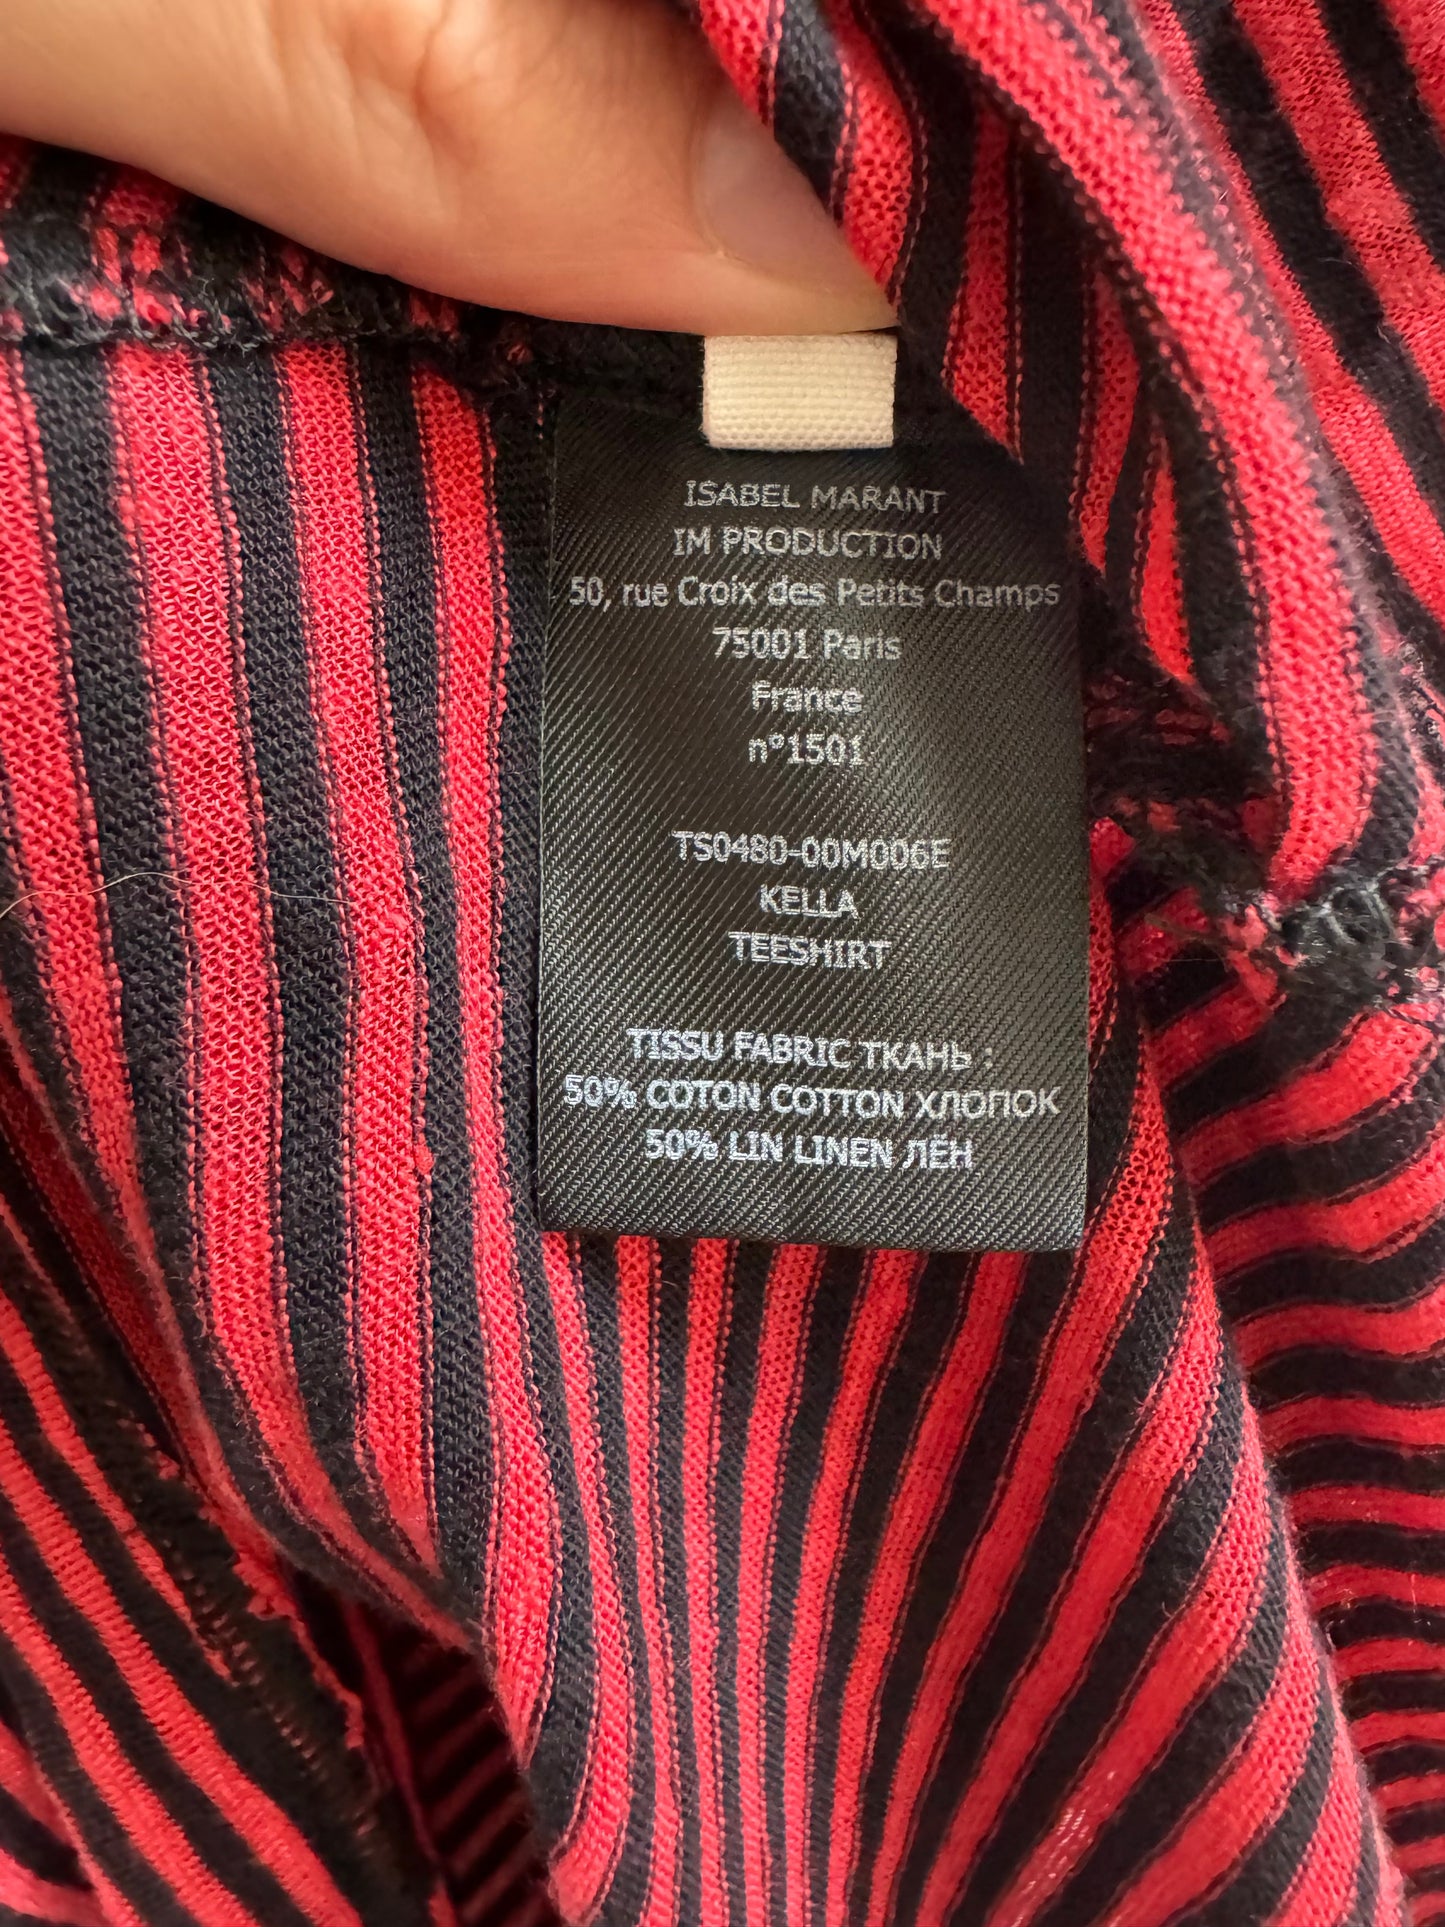 ISABEL MARANT
IM PRODUCTION
50, rue Croix des Petits Champs
75001 Paris
France
n°1501
TS0480-00M006E
KELLA
TEESHIRT
TISSU FABRIC ТКАНЬ :
50% COTON COTTON ХЛОПОК
50% LIN LINEN ЛЁН